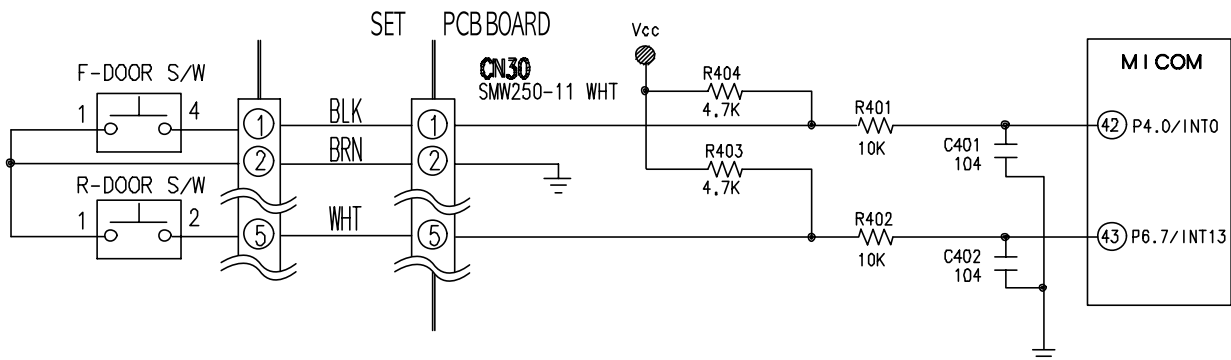 SET PCB BOARD
Vcc
CN30
SMW250-11 WHT
MICOM
F-DOOR S/W
1 4
R404
4.7K
R401
10K
1 BLK 1
42 P4.0/INT0
2 BRN 2
C401
104
R403
4.7K
R-DOOR S/W
1 2
5 WHT 5
R402
10K
43 P6.7/INT13
C402
104